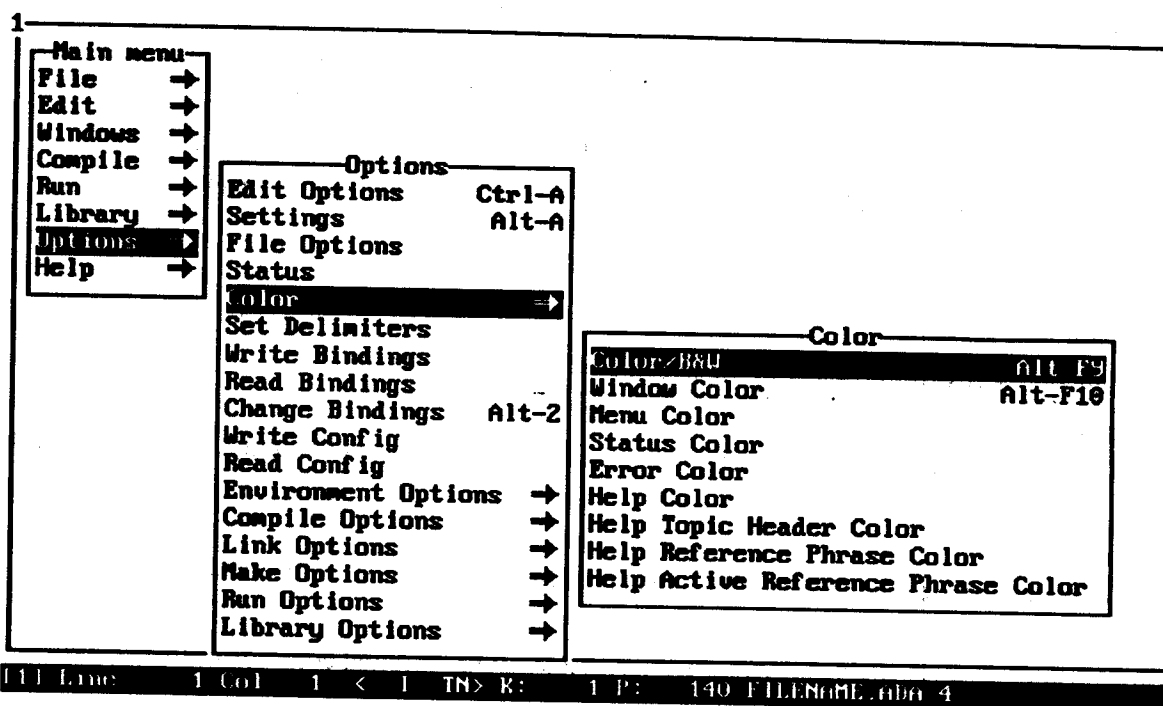 1
Main menu
File →
Edit →
Windows →
Compile →
Run →
Library →
Options →
Help →
Options
Edit Options Ctrl-A
Settings Alt-A
File Options
Status
Color →
Set Delimiters
Write Bindings
Read Bindings
Change Bindings Alt-2
Write Config
Read Config
Environment Options →
Compile Options →
Link Options →
Make Options →
Run Options →
Library Options →
Color
Color/B&W Alt F9
Window Color Alt-F10
Menu Color
Status Color
Error Color
Help Color
Help Topic Header Color
Help Reference Phrase Color
Help Active Reference Phrase Color
[1] Line 1 Col 1 < I TN> K: 1 P: 140 FILENAME.ADA 4